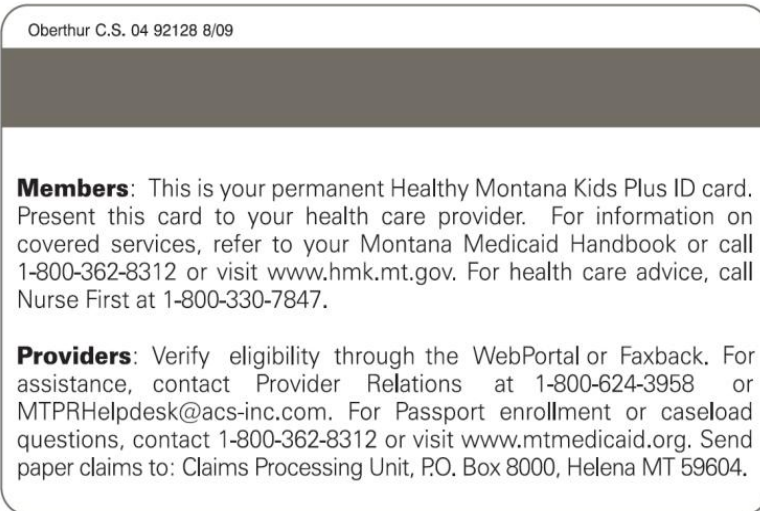 Oberthur C.S. 04 92128 8/09
Members: This is your permanent Healthy Montana Kids Plus ID card.
Present this card to your health care provider. For information on
covered services, refer to your Montana Medicaid Handbook or call
1-800-362-8312 or visit www.hmk.mt.gov. For health care advice, call
Nurse First at 1-800-330-7847.
Providers: Verify eligibility through the WebPortal or Faxback. For
assistance, contact Provider Relations at 1-800-624-3958 or
MTPRHelpdesk@acs-inc.com. For Passport enrollment or caseload
questions, contact 1-800-362-8312 or visit www.mtmedicaid.org. Send
paper claims to: Claims Processing Unit, P.O. Box 8000, Helena MT 59604.